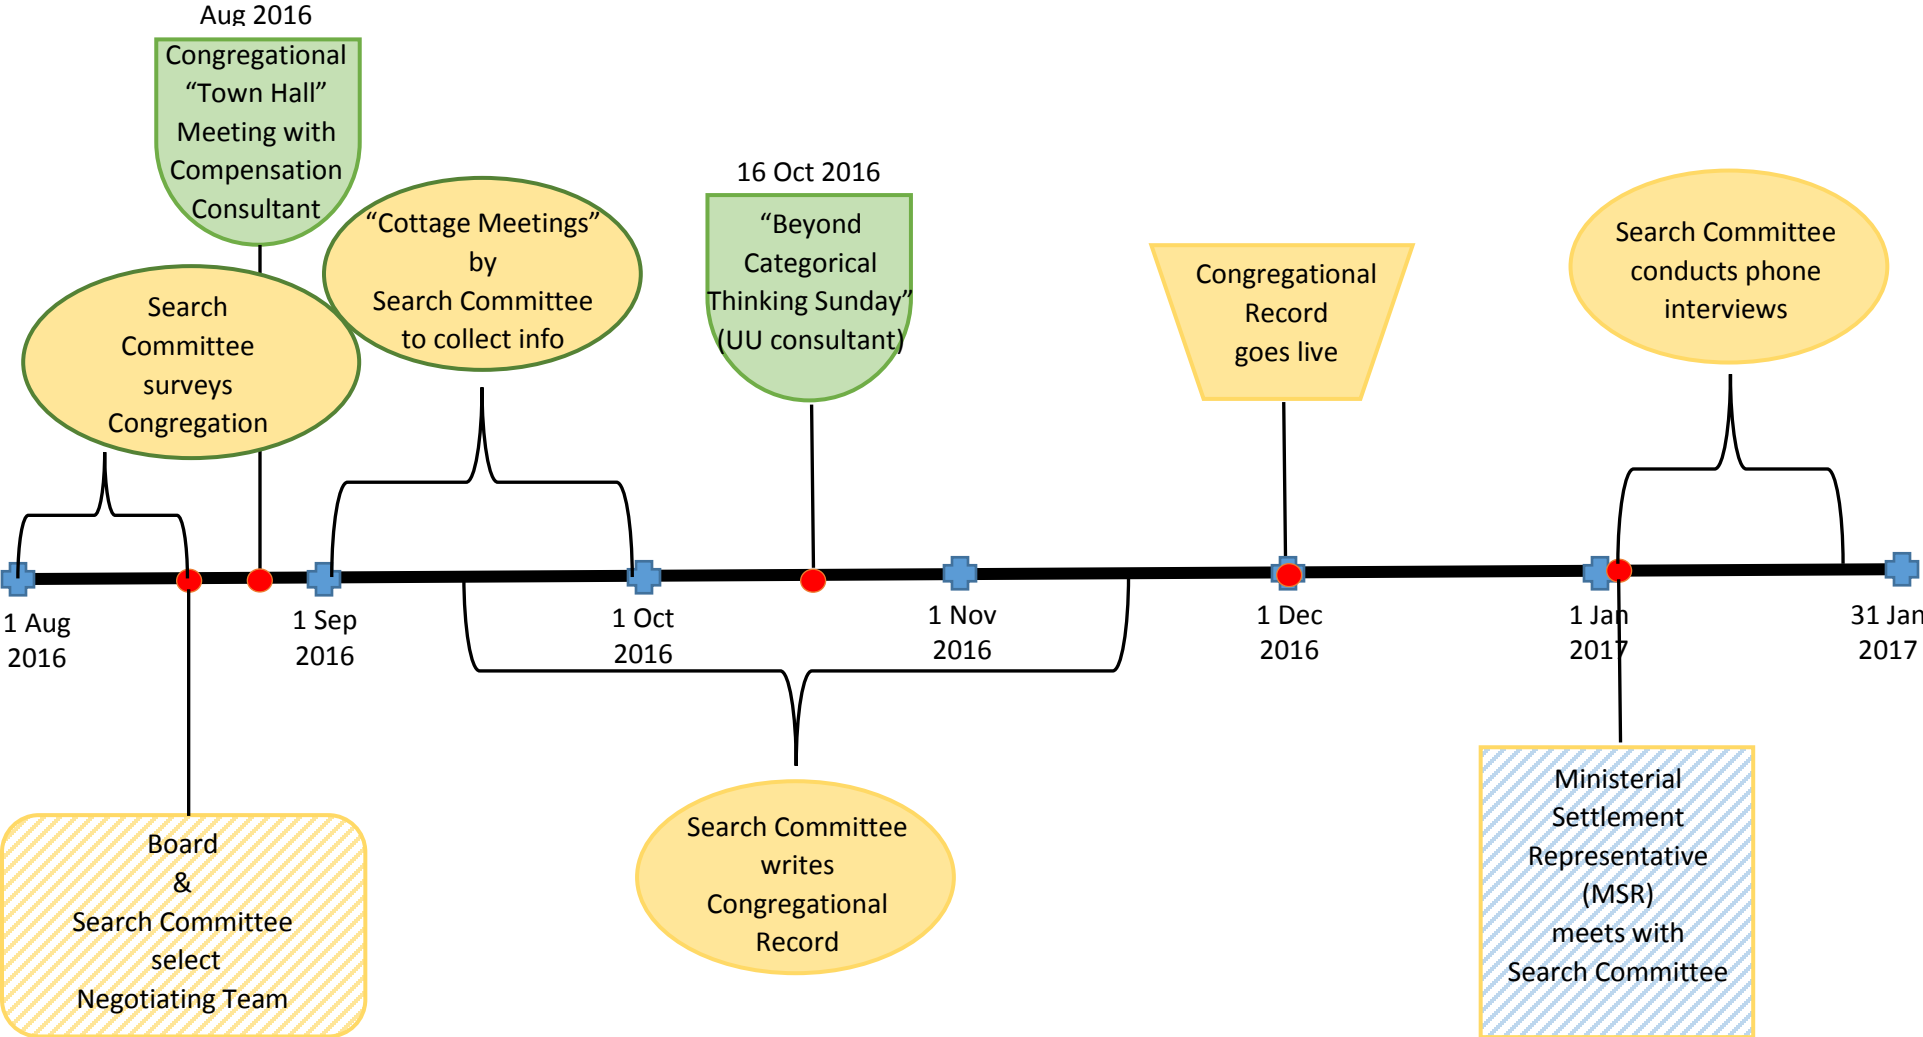 Aug 2016
Congregational
“Town Hall”
Meeting with
Compensation
Consultant
Search
Committee
surveys
Congregation
“Cottage Meetings”
by
Search Committee
to collect info
16 Oct 2016
“Beyond
Categorical
Thinking Sunday”
(UU consultant)
Congregational
Record
goes live
Search Committee
conducts phone
interviews
1 Aug
2016
1 Sep
2016
1 Oct
2016
1 Nov
2016
1 Dec
2016
1 Jan
2017
31 Jan
2017
Board
&
Search Committee
select
Negotiating Team
Search Committee
writes
Congregational
Record
Ministerial
Settlement
Representative
(MSR)
meets with
Search Committee